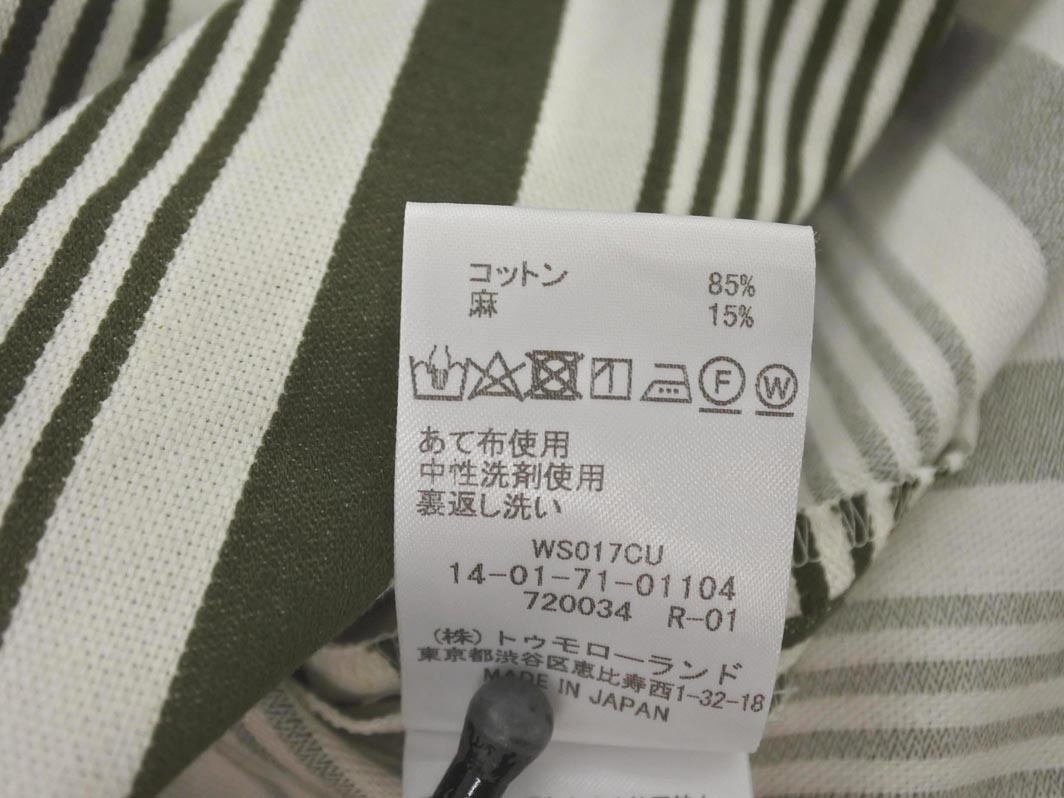 コットン 85%
麻 15%
F W
あて布使用
中性洗剤使用
裏返し洗い
WS017CU
14-01-71-01104
720034 R-01
(株)トゥモローランド
東京都渋谷区恵比寿西1-32-18
MADE IN JAPAN